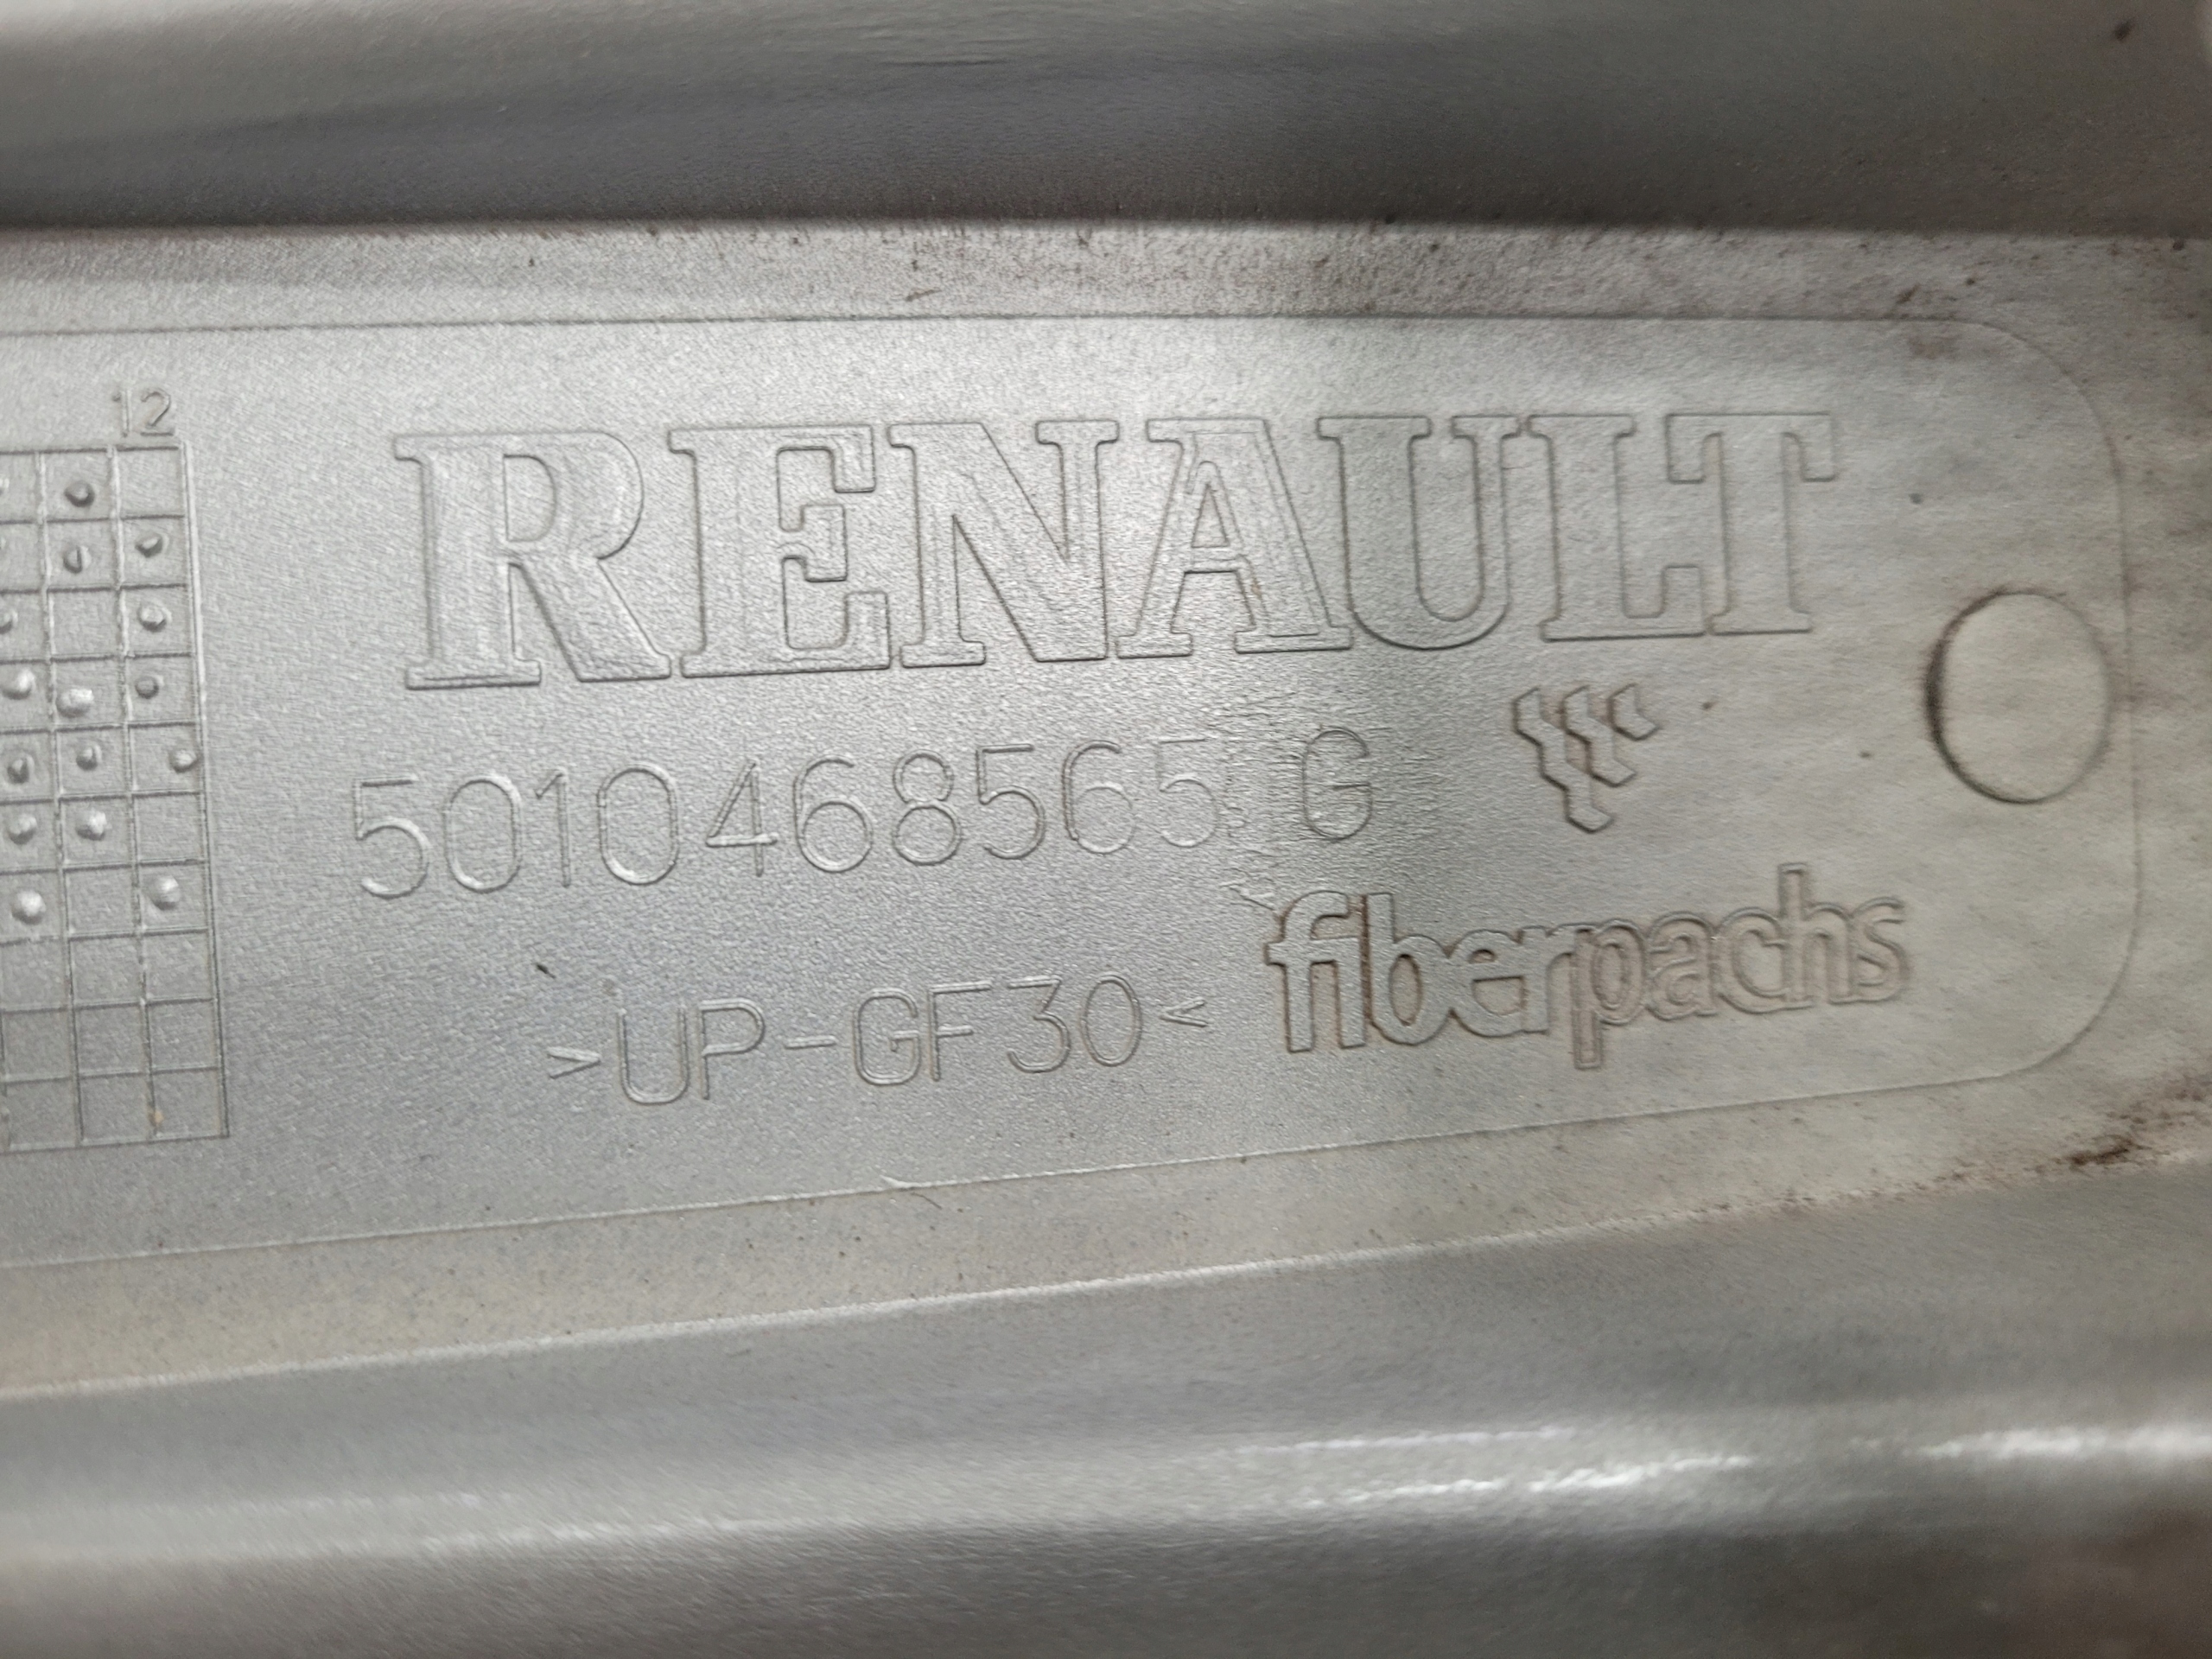 12
RENAULT
5010468565 G
fiberpachs
>UP-GF30<